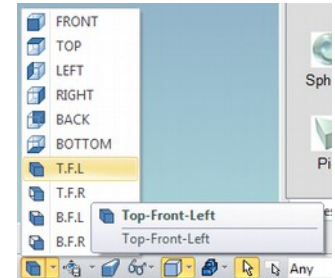 FRONT
TOP
LEFT
RIGHT
BACK
BOTTOM
T.F.L
T.F.R
B.F.L
B.F.R
Top-Front-Left
Top-Front-Left
Sph
Pi
Any